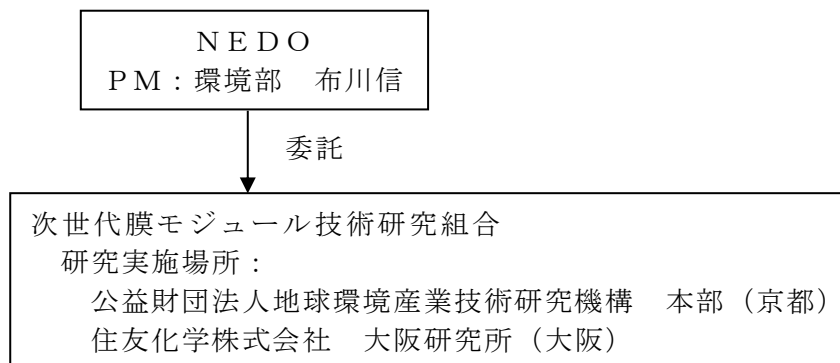 NEDO
PM:環境部 布川信
委託
次世代膜モジュール技術研究組合
研究実施場所:
公益財団法人地球環境産業技術研究機構 本部(京都)
住友化学株式会社 大阪研究所(大阪)